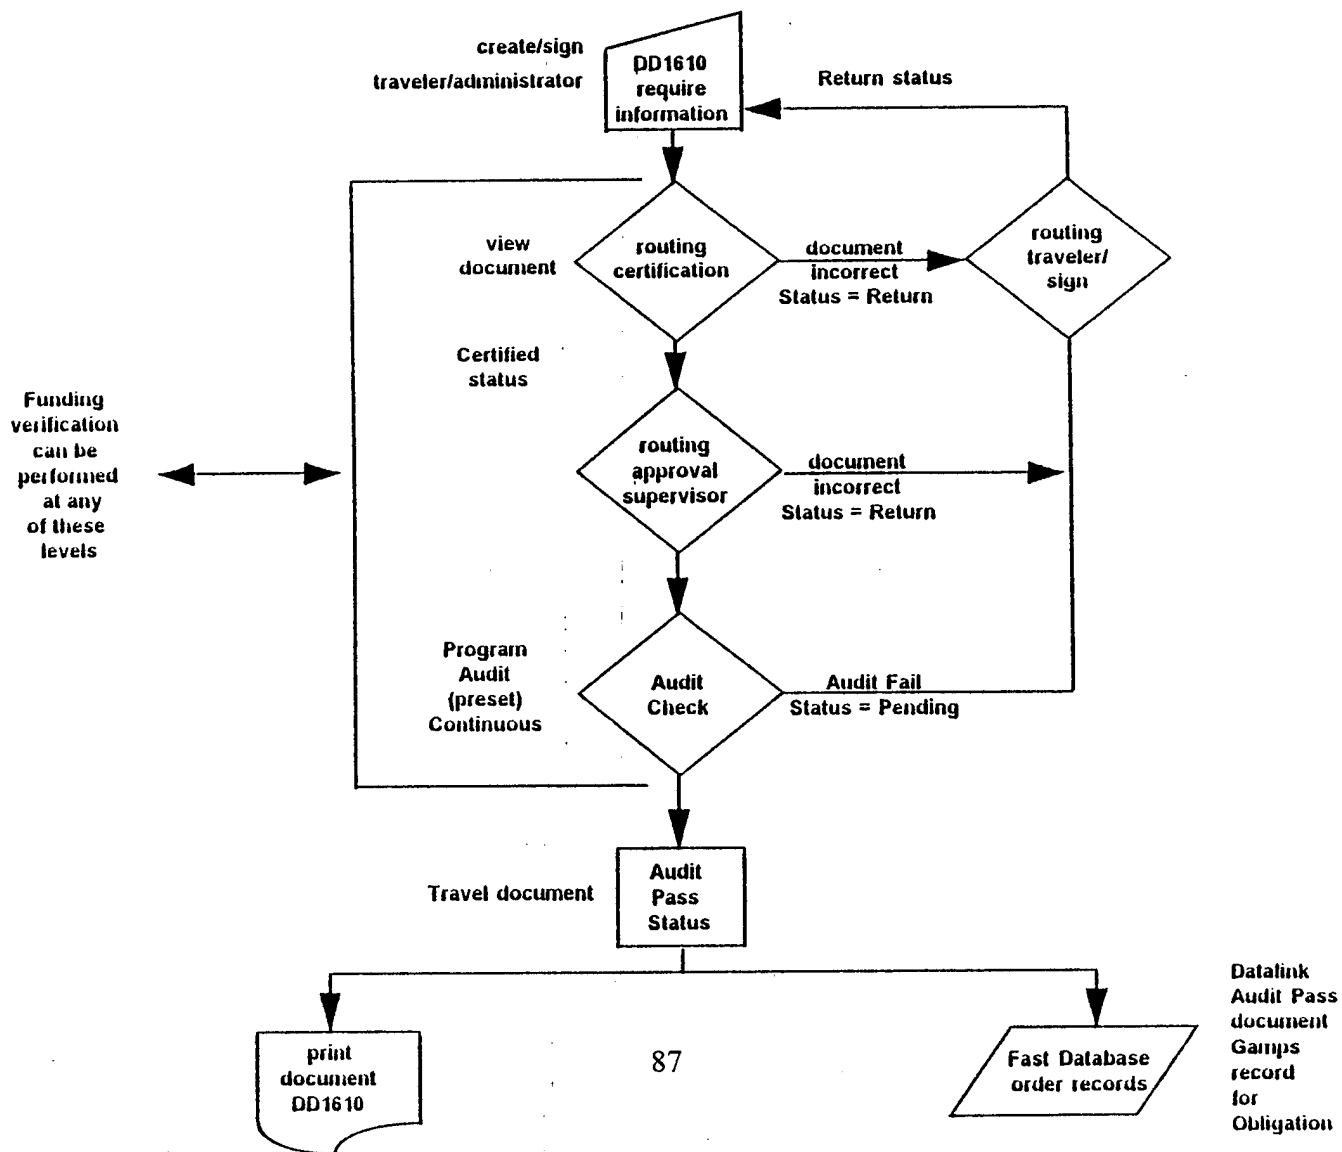 create/sign
traveler/administrator
DD1610
require
information
Return status
view
document
routing
certification
document
incorrect
Status = Return
routing
traveler/
sign
Certified
status
Funding
verification
can be
performed
at any
of these
levels
routing
approval
supervisor
document
incorrect
Status = Return
Program
Audit
(preset)
Continuous
Audit
Check
Audit Fail
Status = Pending
Travel document
Audit
Pass
Status
print
document
DD1610
87
Fast Database
order records
Datalink
Audit Pass
document
Gamps
record
for
Obligation